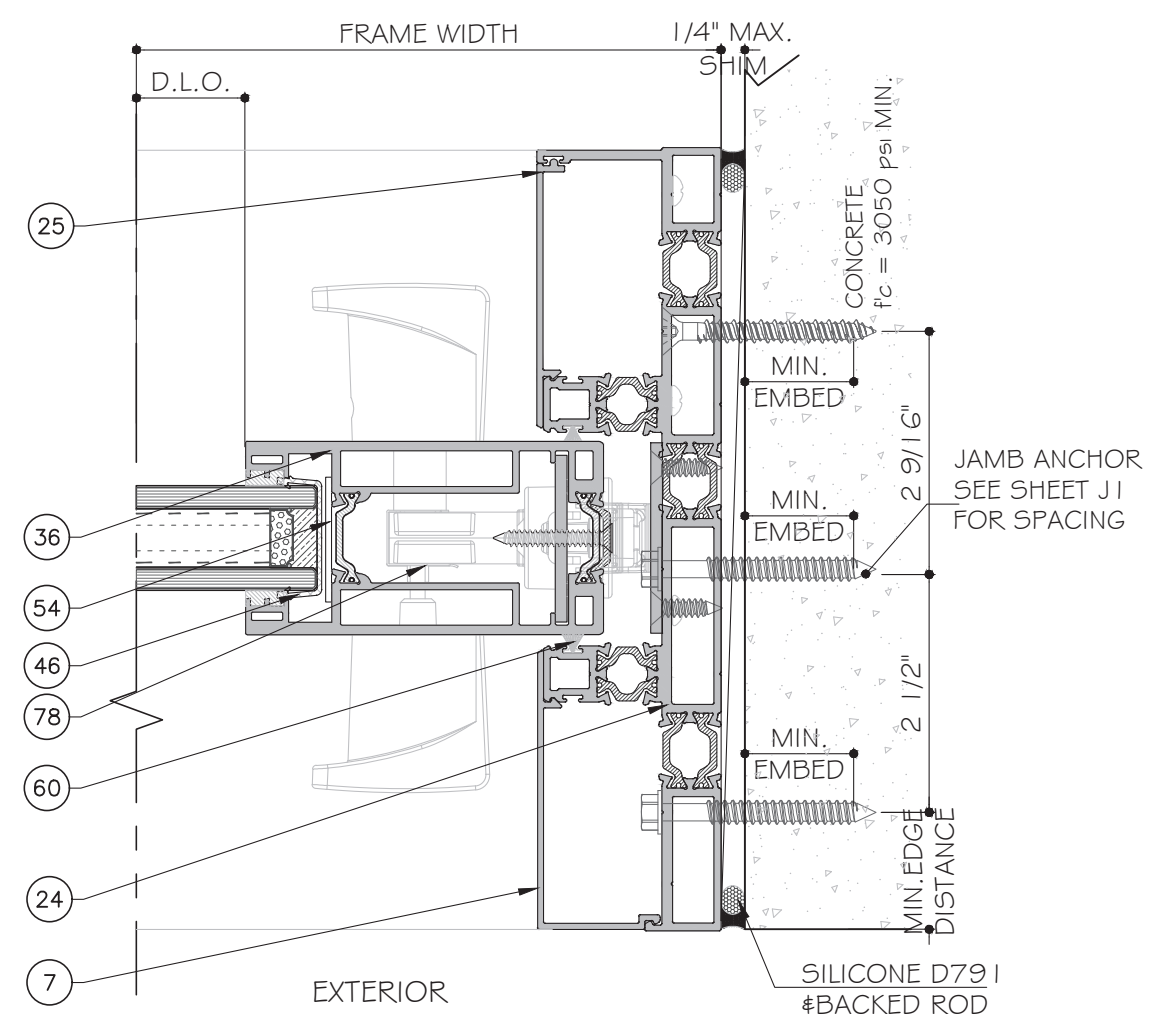 FRAME WIDTH
1/4" MAX.
SHIM
D.L.O.
CONCRETE
f'c = 3050 psi MIN.
25
MIN.
EMBED
2 9/16"
JAMB ANCHOR
SEE SHEET J1
FOR SPACING
MIN.
EMBED
36
54
46
78
60
24
7
2 1/2"
MIN.
EMBED
MIN.EDGE
DISTANCE
SILICONE D791
&BACKED ROD
EXTERIOR